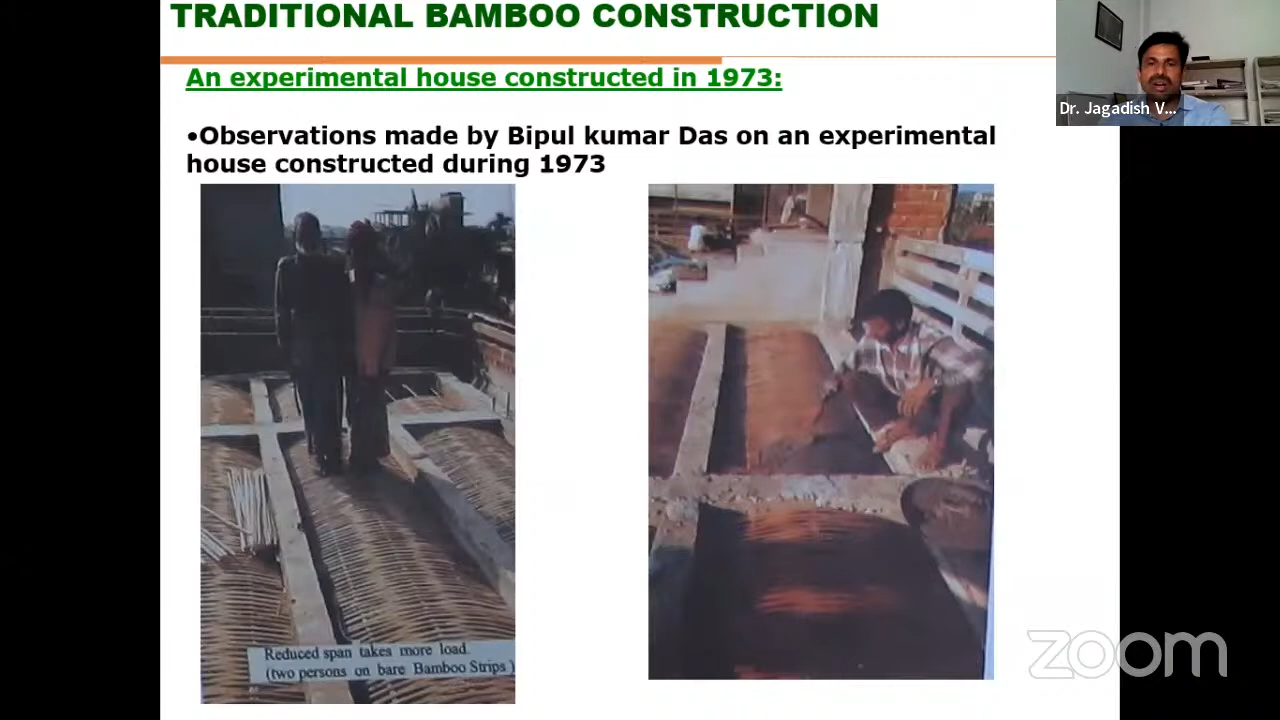 TRADITIONAL BAMBOO CONSTRUCTION
An experimental house constructed in 1973:
•Observations made by Bipul kumar Das on an experimental
house constructed during 1973
Dr. Jagadish V...
Reduced span takes more load.
(two persons on bare Bamboo Strips)
zoom